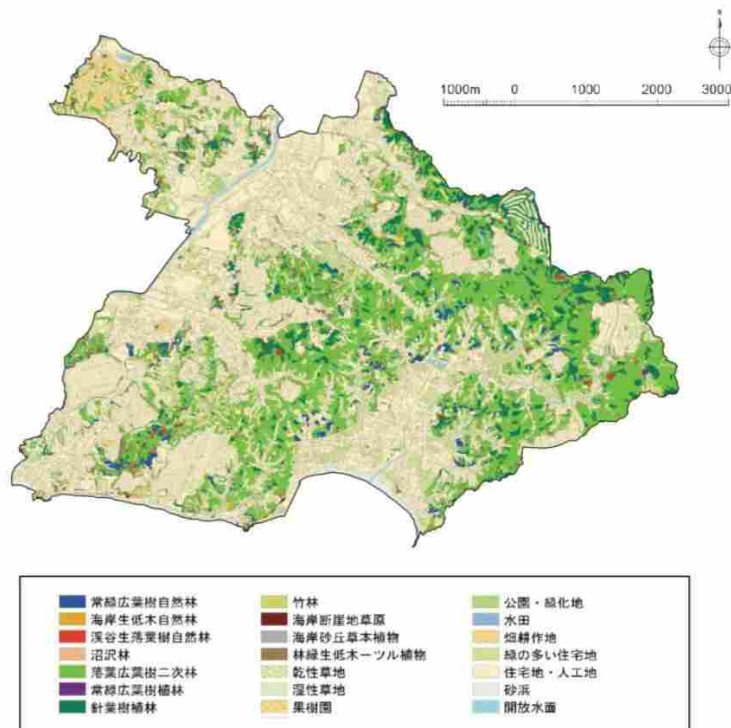 N
1000m 0 1000 2000 3000
常緑広葉樹自然林
海岸生低木自然林
渓谷生落葉樹自然林
沼沢林
落葉広葉樹二次林
常緑広葉樹植林
針葉樹植林
竹林
海岸断崖地草原
海岸砂丘草本植物
林縁生低木ーツル植物
乾性草地
湿性草地
果樹園
公園・緑化地
水田
畑耕作地
緑の多い住宅地
住宅地・人工地
砂浜
開放水面